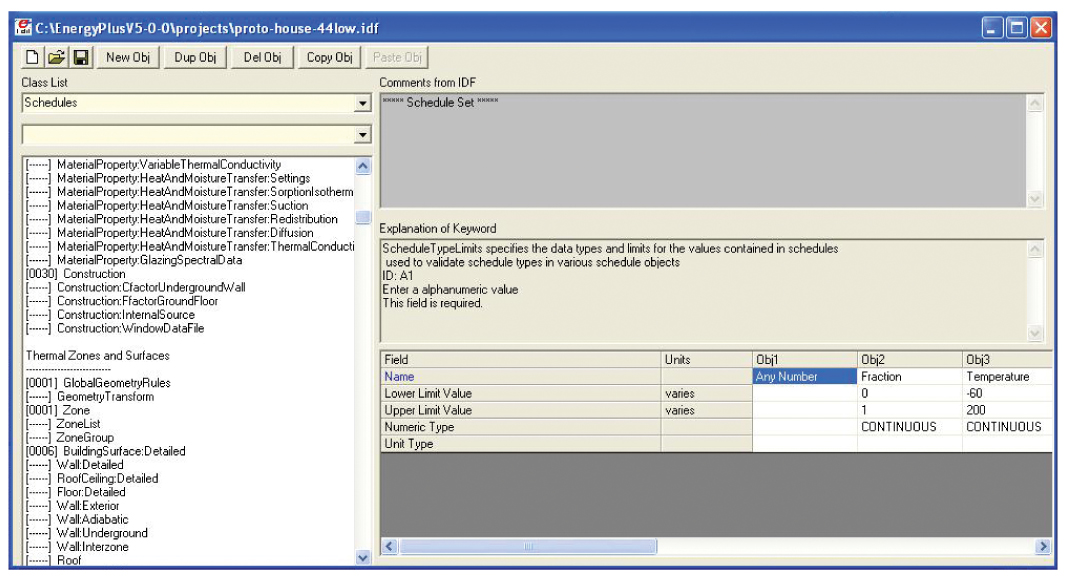 C:\EnergyPlusV5-0-0\projects\proto-house-44low.idf
New Obj Dup Obj Del Obj Copy Obj Paste Obj
Class List
Schedules
[------] MaterialProperty:VariableThermalConductivity
[------] MaterialProperty:HeatAndMoistureTransfer:Settings
[------] MaterialProperty:HeatAndMoistureTransfer:SorptionIsotherm
[------] MaterialProperty:HeatAndMoistureTransfer:Suction
[------] MaterialProperty:HeatAndMoistureTransfer:Redistribution
[------] MaterialProperty:HeatAndMoistureTransfer:Diffusion
[------] MaterialProperty:HeatAndMoistureTransfer:ThermalConducti
[------] MaterialProperty:GlazingSpectralData
[0030] Construction
[------] Construction:CfactorUndergroundWall
[------] Construction:FfactorGroundFloor
[------] Construction:InternalSource
[------] Construction:WindowDataFile
Thermal Zones and Surfaces
-------------------------
[0001] GlobalGeometryRules
[------] GeometryTransform
[0001] Zone
[------] ZoneList
[------] ZoneGroup
[0006] BuildingSurface:Detailed
[------] Wall:Detailed
[------] RoofCeiling:Detailed
[------] Floor:Detailed
[------] Wall:Exterior
[------] Wall:Adiabatic
[------] Wall:Underground
[------] Wall:Interzone
[------] Roof
Comments from IDF
***** Schedule Set *****
Explanation of Keyword
ScheduleTypeLimits specifies the data types and limits for the values contained in schedules
used to validate schedule types in various schedule objects
ID: A1
Enter a alphanumeric value
This field is required.
Field Units Obj1 Obj2 Obj3
Name Any Number Fraction Temperature
Lower Limit Value varies 0 -60
Upper Limit Value varies 1 200
Numeric Type CONTINUOUS CONTINUOUS
Unit Type